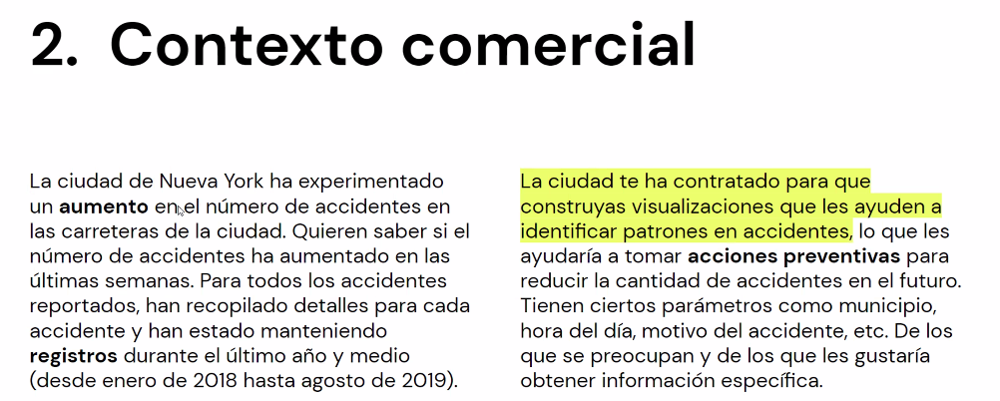 2. Contexto comercial
La ciudad de Nueva York ha experimentado
un aumento en el número de accidentes en
las carreteras de la ciudad. Quieren saber si el
número de accidentes ha aumentado en las
últimas semanas. Para todos los accidentes
reportados, han recopilado detalles para cada
accidente y han estado manteniendo
registros durante el último año y medio
(desde enero de 2018 hasta agosto de 2019).
La ciudad te ha contratado para que
construyas visualizaciones que les ayuden a
identificar patrones en accidentes, lo que les
ayudaría a tomar acciones preventivas para
reducir la cantidad de accidentes en el futuro.
Tienen ciertos parámetros como municipio,
hora del día, motivo del accidente, etc. De los
que se preocupan y de los que les gustaría
obtener información específica.